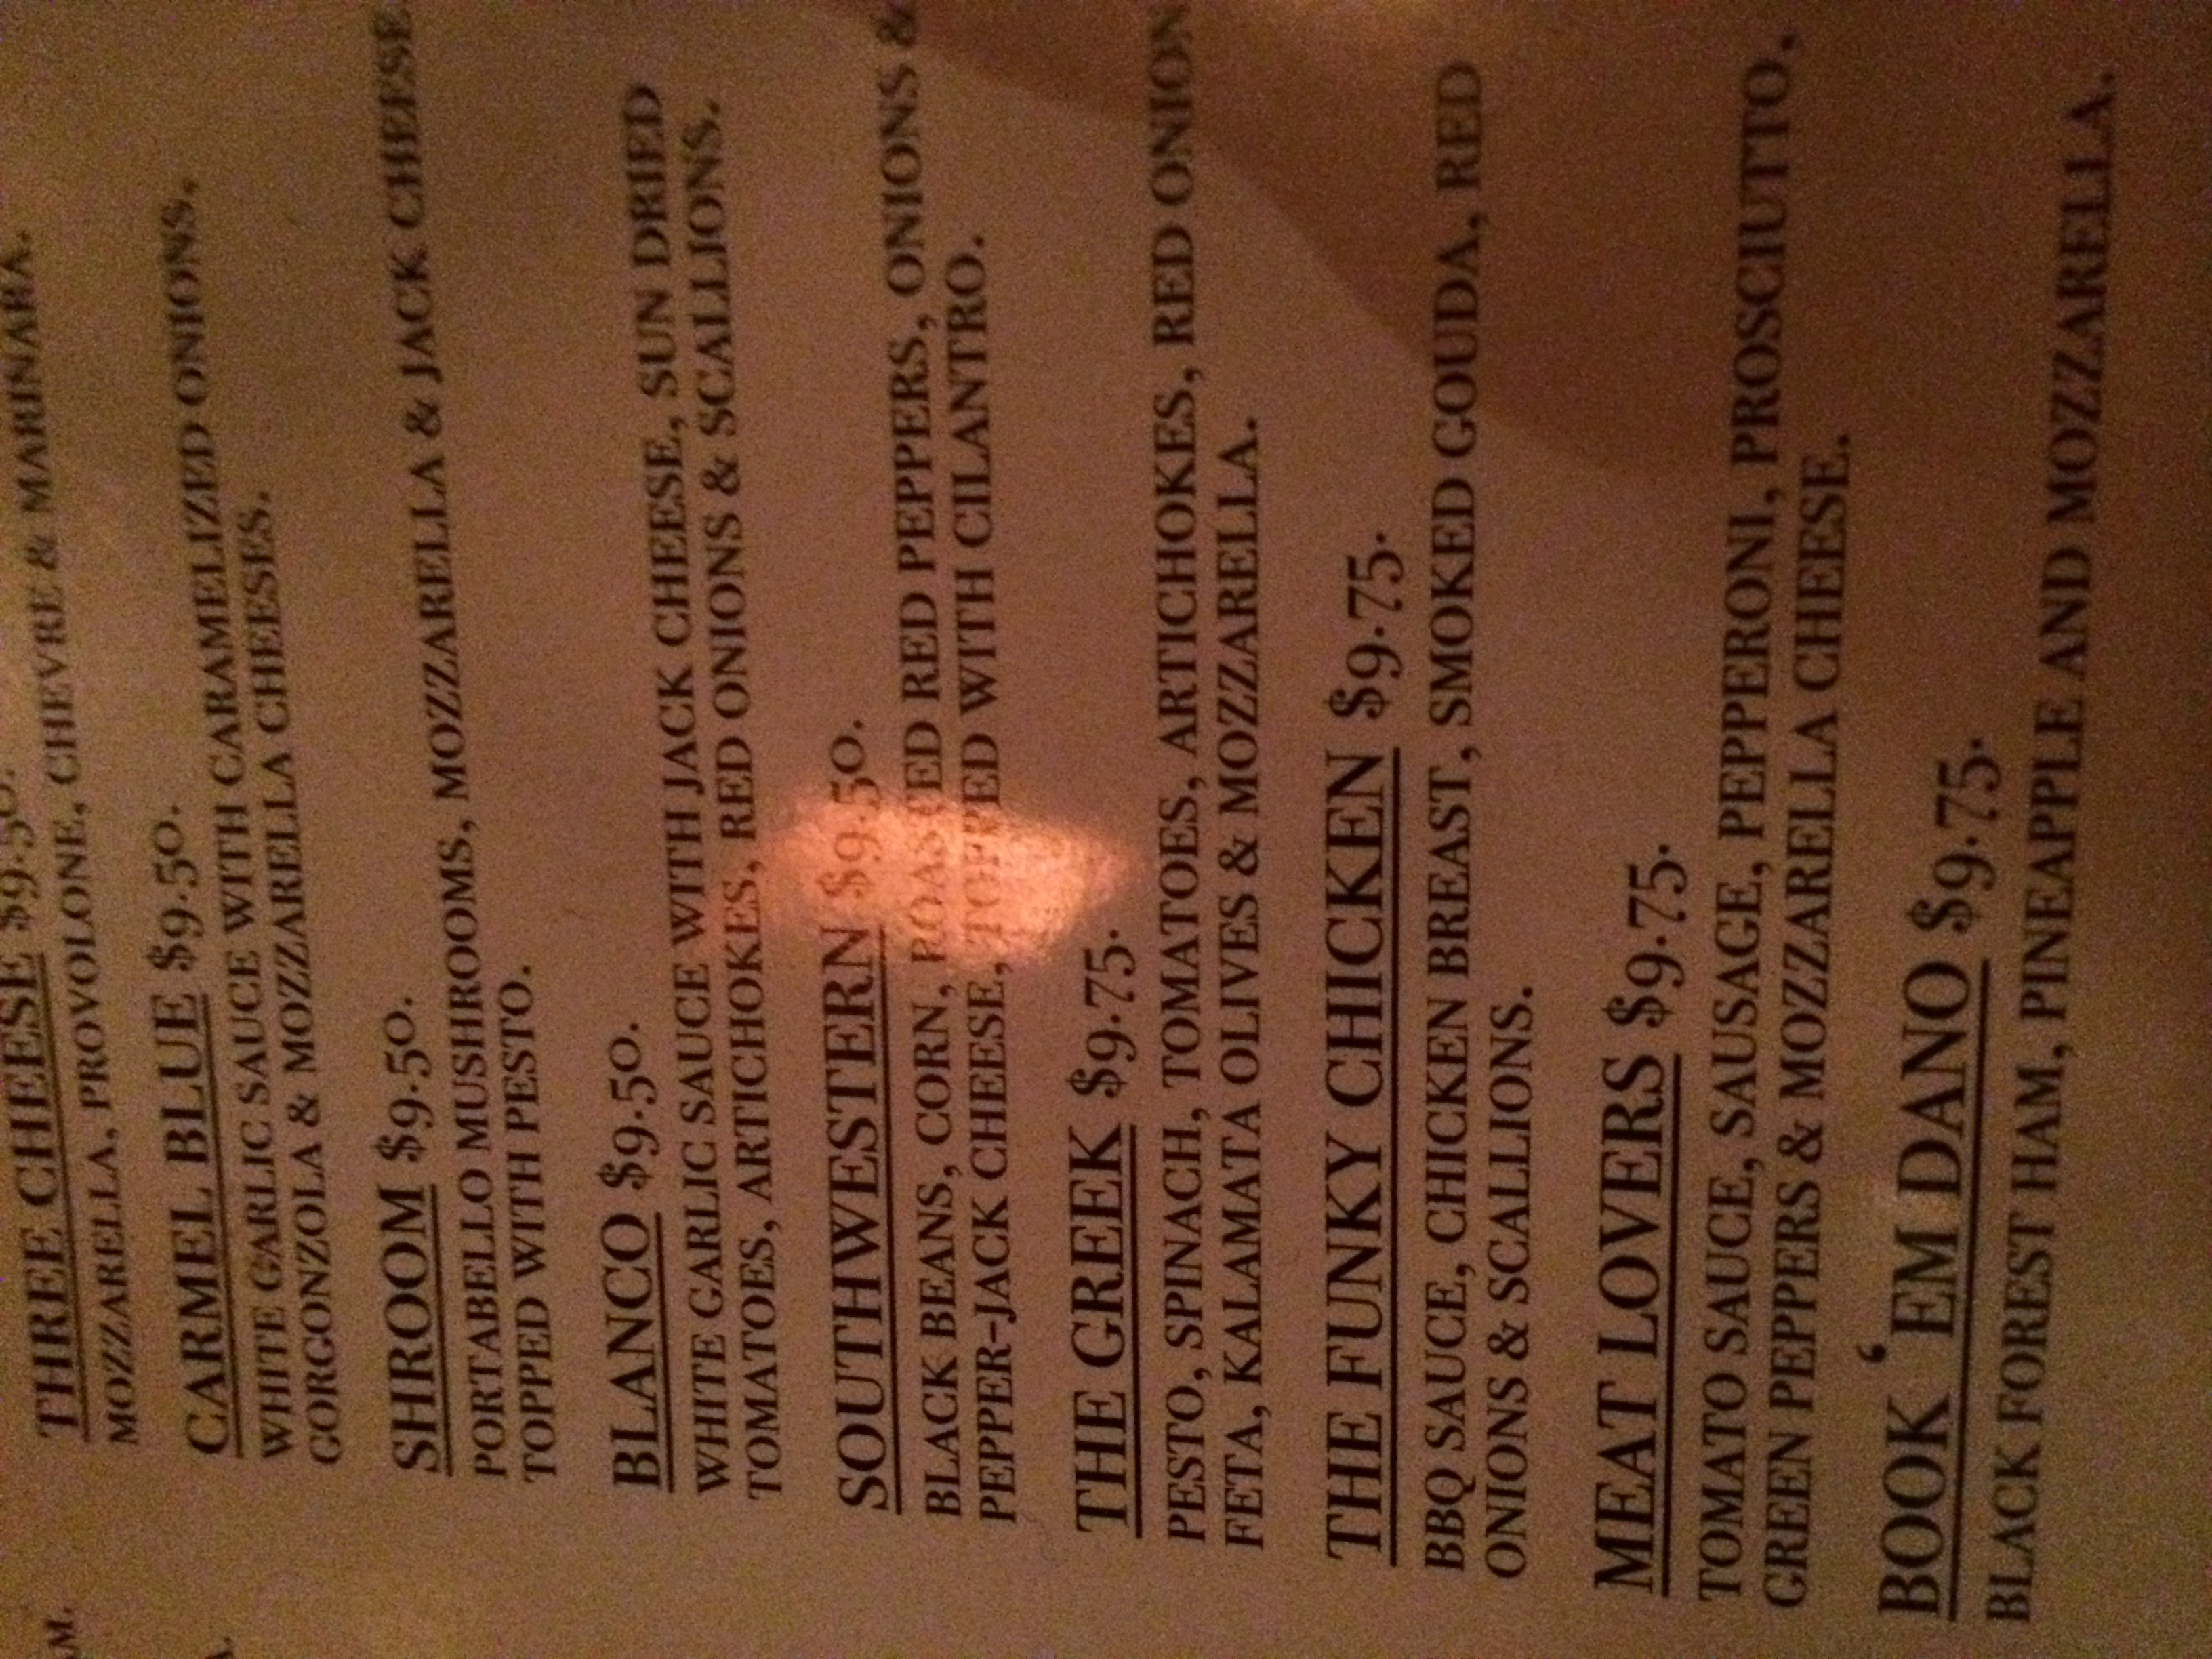 THREE CHEESE $9.50.
MOZZARELLA, PROVOLONE, CHEVRE & MARINARA.
CARMEL BLUE $9.50.
WHITE GARLIC SAUCE WITH CARAMELIZED ONIONS,
GORGONZOLA & MOZZARELLA CHEESES.
SHROOM $9.50.
PORTABELLO MUSHROOMS, MOZZARELLA & JACK CHEESE
TOPPED WITH PESTO.
BLANCO $9.50.
WHITE GARLIC SAUCE WITH JACK CHEESE, SUN DRIED
TOMATOES, ARTICHOKES, RED ONIONS & SCALLIONS.
SOUTHWESTERN $9.50.
BLACK BEANS, CORN, ROASTED RED PEPPERS, ONIONS &
PEPPER-JACK CHEESE, TOPPED WITH CILANTRO.
THE GREEK $9.75.
PESTO, SPINACH, TOMATOES, ARTICHOKES, RED ONION
FETA, KALAMATA OLIVES & MOZZARELLA.
THE FUNKY CHICKEN $9.75.
BBQ SAUCE, CHICKEN BREAST, SMOKED GOUDA, RED
ONIONS & SCALLIONS.
MEAT LOVERS $9.75.
TOMATO SAUCE, SAUSAGE, PEPPERONI, PROSCIUTTO,
GREEN PEPPERS & MOZZARELLA CHEESE.
BOOK ‘EM DANO $9.75.
BLACK FOREST HAM, PINEAPPLE AND MOZZARELLA.